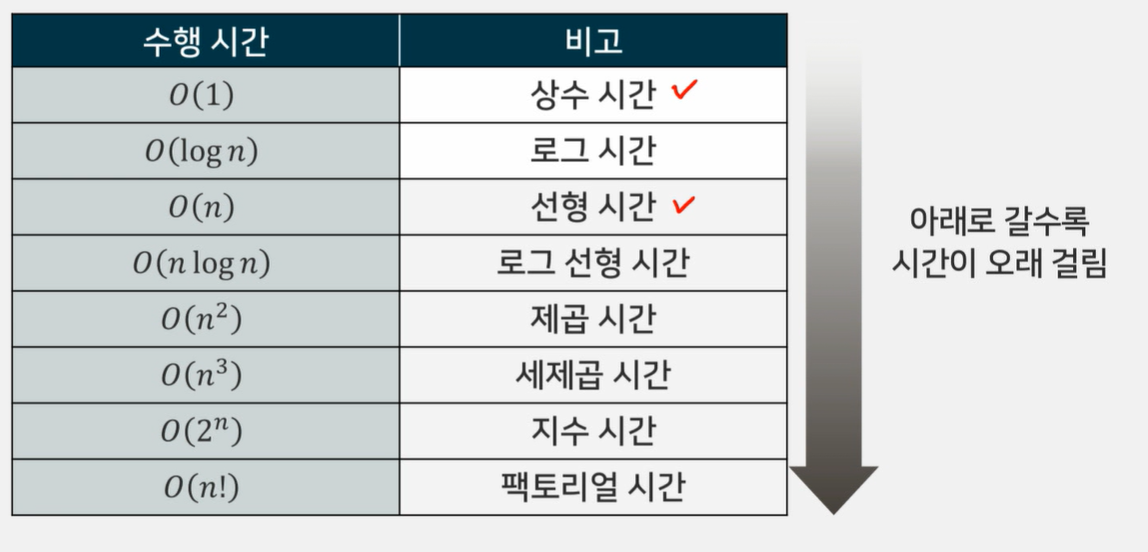 수행 시간 비고
O(1) 상수 시간 ✓
O(log n) 로그 시간
O(n) 선형 시간 ✓
O(n log n) 로그 선형 시간
O(n²) 제곱 시간
O(n³) 세제곱 시간
O(2ⁿ) 지수 시간
O(n!) 팩토리얼 시간
아래로 갈수록
시간이 오래 걸림